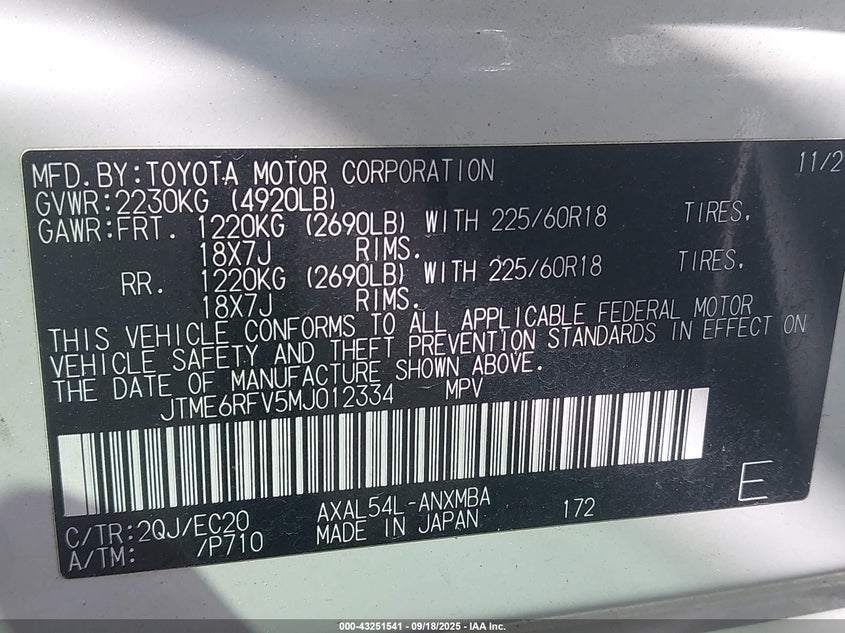 MFD.BY:TOYOTA MOTOR CORPORATION 11/2
GVWR:2230KG (4920LB)
GAWR:FRT. 1220KG (2690LB) WITH 225/60R18 TIRES,
18X7J RIMS.
RR. 1220KG (2690LB) WITH 225/60R18 TIRES,
18X7J RIMS.
THIS VEHICLE CONFORMS TO ALL APPLICABLE FEDERAL MOTOR
VEHICLE SAFETY AND THEFT PREVENTION STANDARDS IN EFFECT ON
THE DATE OF MANUFACTURE SHOWN ABOVE.
JTME6RFV5MJ012334 MPV
E
C/TR:2QJ/EC20 AXAL54L-ANXMBA 172
A/TM: /P710 MADE IN JAPAN
000-43251541 - 09/18/2025 - IAA Inc.